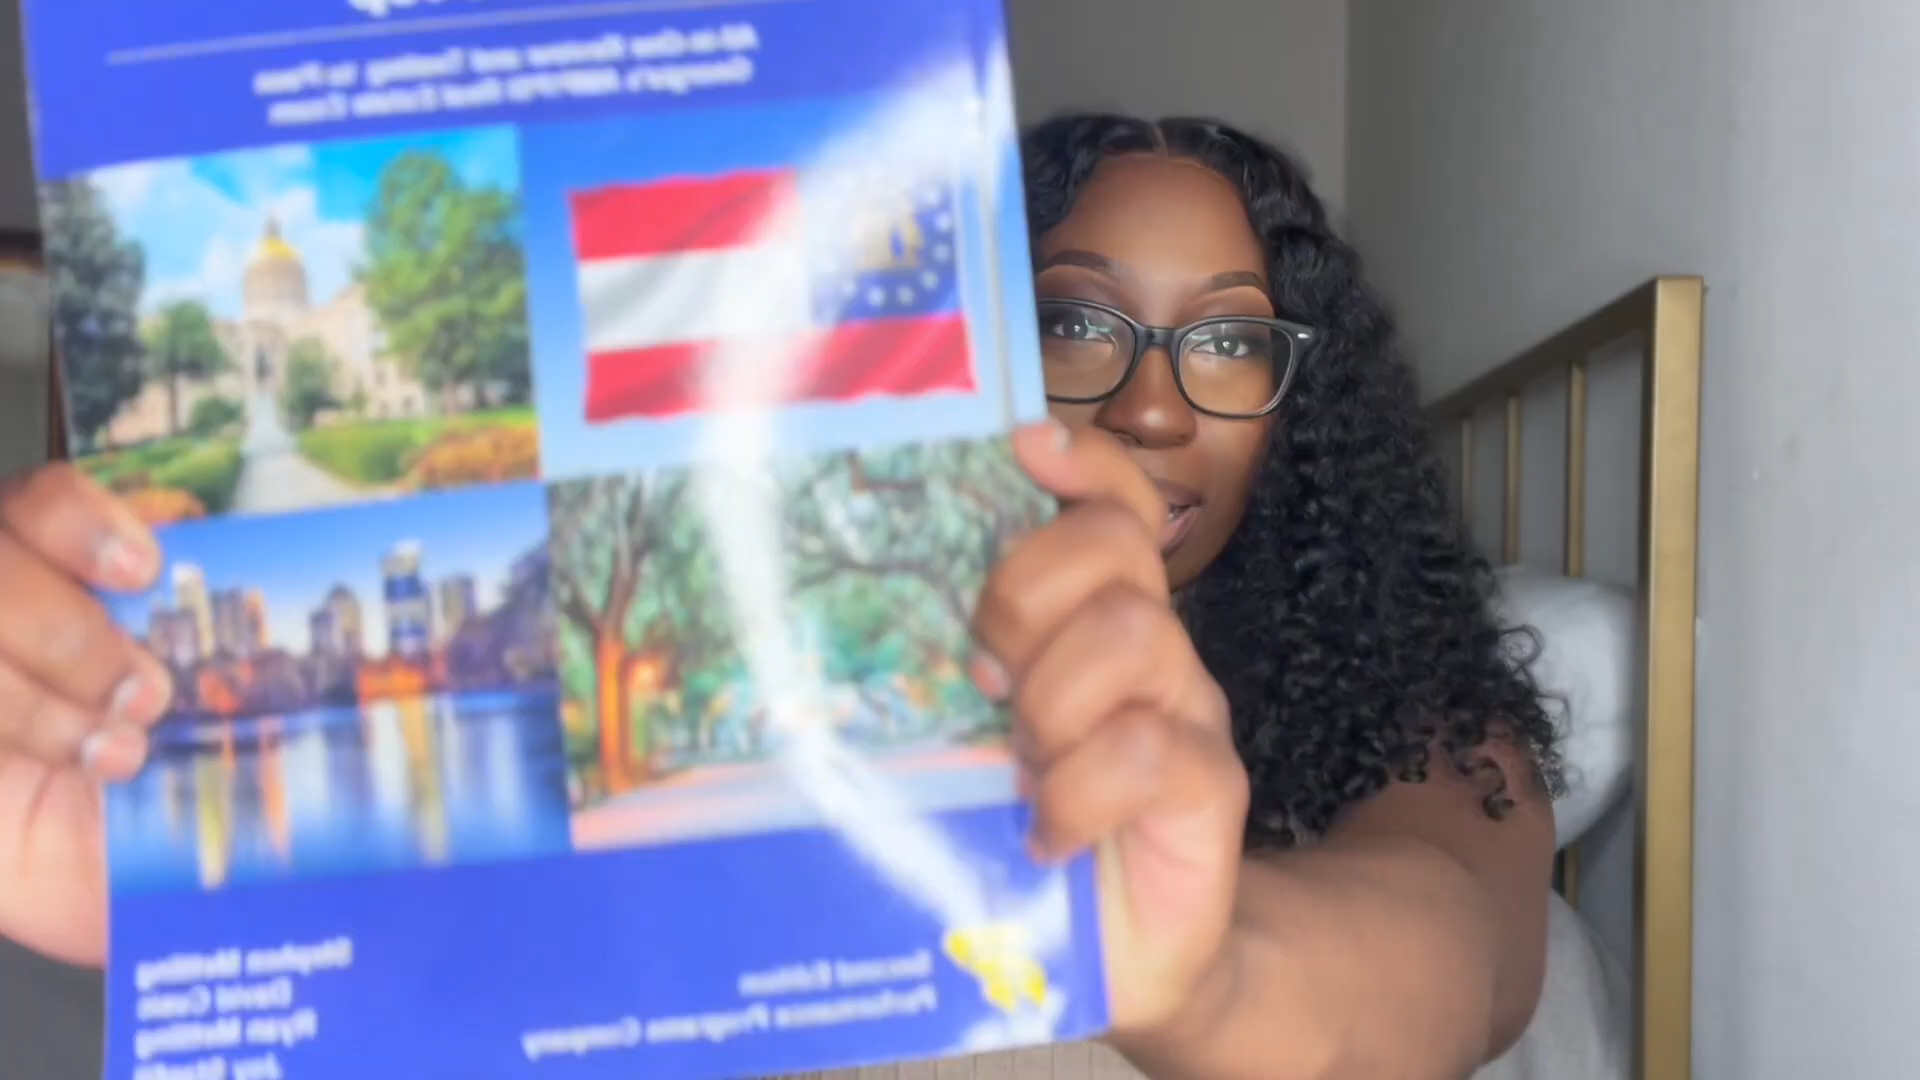 All-in-One Review and Testing to Pass
Georgia's AMP/PSI Real Estate Exam
Stephen Mettling
David Cusic
Ryan Mettling
Joy
Second Edition
Performance Programs Company